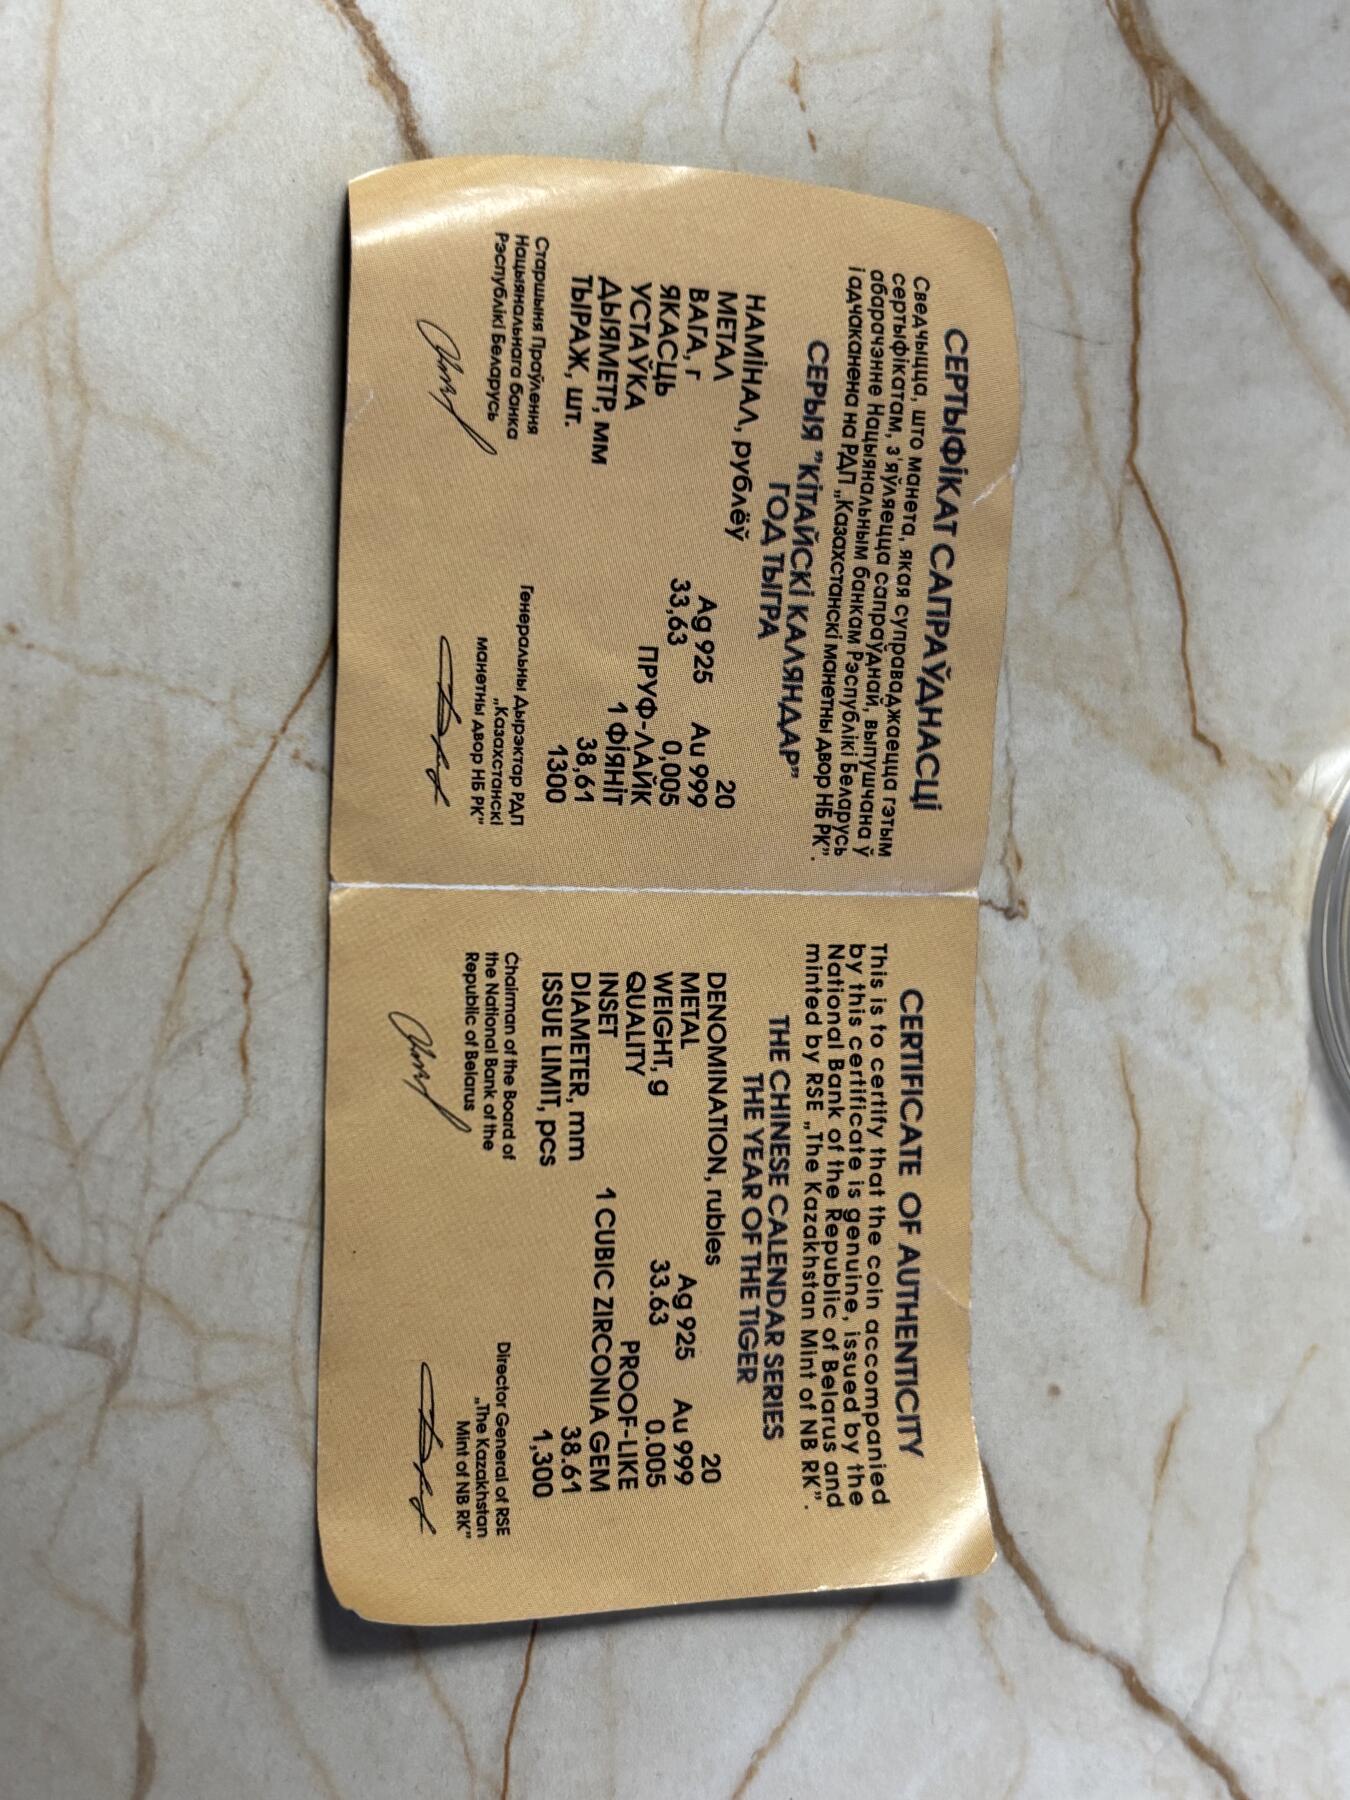 СЕРТЫФІКАТ САПРАЎДНАСЦІ
Сведчыцца, што манета, якая суправаджаецца гэтым
сертыфікатам, з'яўляецца сапраўднай, выпушчана ў
абарачэнне Нацыянальным банкам Рэспублікі Беларусь
і адчаканена на РДП „Казахстанскі манетны двор НБ РК”.
СЕРЫЯ ”КІТАЙСКІ КАЛЯНДАР”
ГОД ТЫГРА
НАМІНАЛ, рублёў 20
МЕТАЛ Ag 925 Au 999
ВАГА, г 33,63 0,005
ЯКАСЦЬ ПРУФ-ЛАЙК
УСТАЎКА 1 ФІЯНІТ
ДЫЯМЕТР, мм 38,61
ТЫРАЖ, шт. 1300
Старшыня Праўлення
Нацыянальнага банка
Рэспублікі Беларусь
Генеральны Дырэктар РДП
„Казахстанскі
манетны двор НБ РК”
CERTIFICATE OF AUTHENTICITY
This is to certify that the coin accompanied
by this certificate is genuine, issued by the
National Bank of the Republic of Belarus and
minted by RSE „The Kazakhstan Mint of NB RK”.
THE CHINESE CALENDAR SERIES
THE YEAR OF THE TIGER
DENOMINATION, rubles 20
METAL Ag 925 Au 999
WEIGHT, g 33.63 0.005
QUALITY PROOF-LIKE
INSET 1 CUBIC ZIRCONIA GEM
DIAMETER, mm 38.61
ISSUE LIMIT, pcs 1,300
Chairman of the Board of
the National Bank of the
Republic of Belarus
Director General of RSE
„The Kazakhstan
Mint of NB RK”